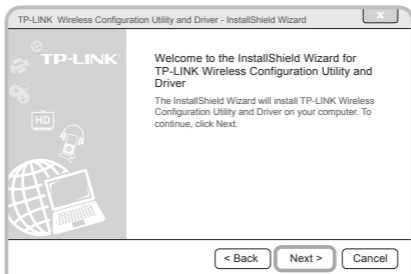 TP-LINK Wireless Configuration Utility and Driver - InstallShield Wizard
x
TP-LINK
HD
Welcome to the InstallShield Wizard for
TP-LINK Wireless Configuration Utility and
Driver
The InstallShield Wizard will install TP-LINK Wireless
Configuration Utility and Driver on your computer. To
continue, click Next.
< Back
Next >
Cancel